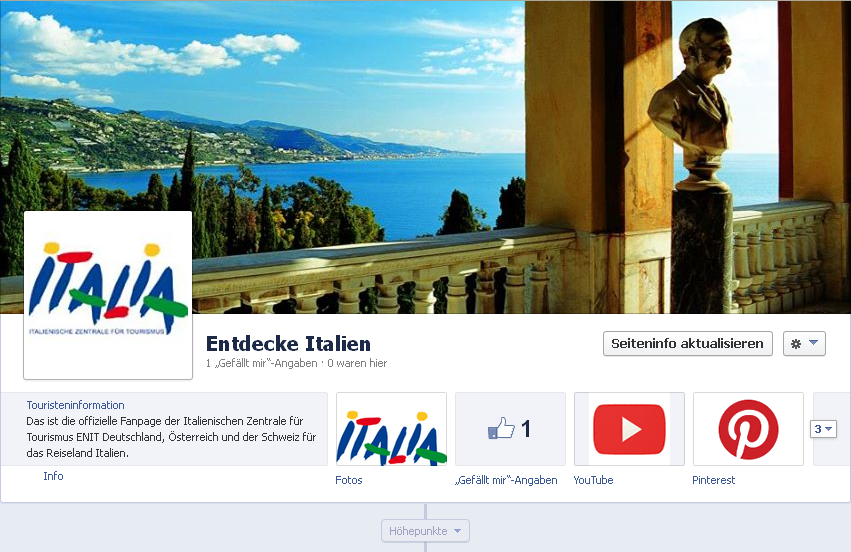 ITALIA
ITALIENISCHE ZENTRALE FÜR TOURISMUS
Entdecke Italien
1 „Gefällt mir“-Angaben · 0 waren hier
Seiteninfo aktualisieren
Touristeninformation
Das ist die offizielle Fanpage der Italienischen Zentrale für
Tourismus ENIT Deutschland, Österreich und der Schweiz für
das Reiseland Italien.
Info
ITALIA
Fotos
1
„Gefällt mir“-Angaben
YouTube
Pinterest
3
Höhepunkte